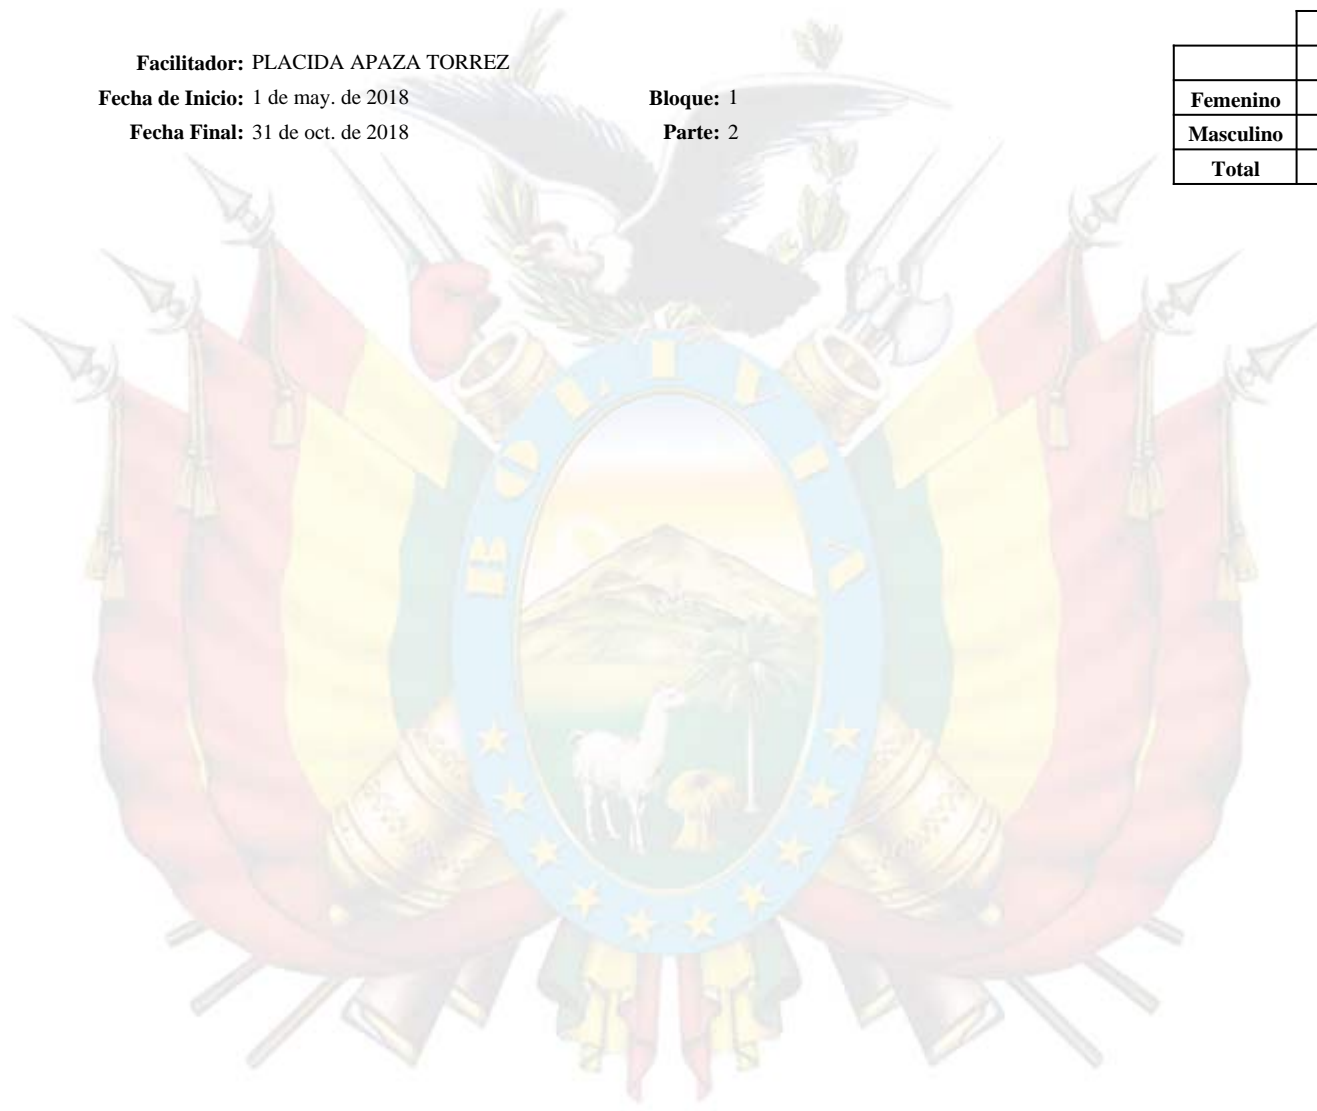 Facilitador: PLACIDA APAZA TORREZ
Fecha de Inicio: 1 de may. de 2018 Bloque: 1
Fecha Final: 31 de oct. de 2018 Parte: 2
Femenino
Masculino
Total
BOLIVIA